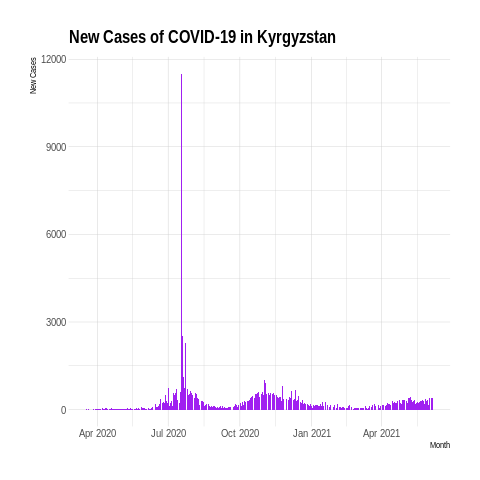 New Cases of COVID-19 in Kyrgyzstan
New Cases
12000
9000
6000
3000
0
Apr 2020 Jul 2020 Oct 2020 Jan 2021 Apr 2021
Month